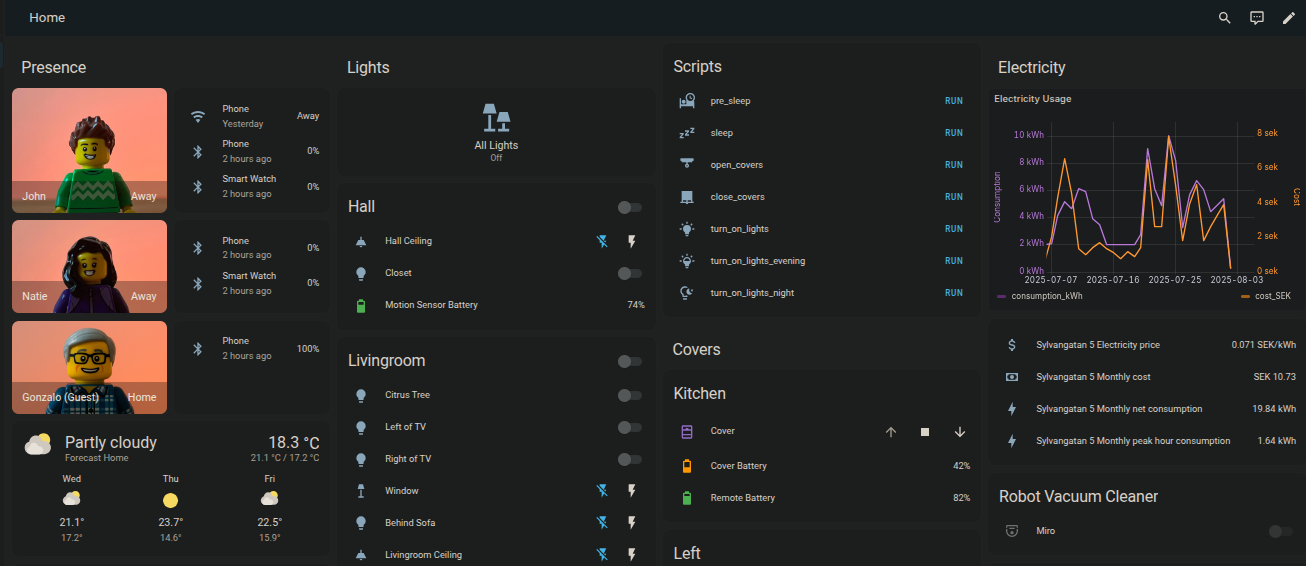 Home
Presence
John
Away
Phone
Yesterday
Away
Phone
2 hours ago
0%
Smart Watch
2 hours ago
0%
Natie
Away
Phone
2 hours ago
0%
Smart Watch
2 hours ago
0%
Gonzalo (Guest)
Home
Phone
2 hours ago
100%
Partly cloudy
Forecast Home
18.3 °C
21.1 °C / 17.2 °C
Wed
Thu
Fri
21.1°
23.7°
22.5°
17.2°
14.6°
15.9°
Lights
All Lights
Off
Hall
Hall Ceiling
Closet
Motion Sensor Battery
74%
Livingroom
Citrus Tree
Left of TV
Right of TV
Window
Behind Sofa
Livingroom Ceiling
Scripts
pre_sleep RUN
sleep RUN
open_covers RUN
close_covers RUN
turn_on_lights RUN
turn_on_lights_evening RUN
turn_on_lights_night RUN
Covers
Kitchen
Cover
Cover Battery 42%
Remote Battery 82%
Left
Electricity
Electricity Usage
Consumption
10 kWh
8 kWh
6 kWh
4 kWh
2 kWh
0 kWh
8 sek
6 sek
4 sek
2 sek
0 sek
Cost
2025-07-07 2025-07-16 2025-07-25 2025-08-03
consumption_kWh
cost_SEK
Sylvangatan 5 Electricity price 0.071 SEK/kWh
Sylvangatan 5 Monthly cost SEK 10.73
Sylvangatan 5 Monthly net consumption 19.84 kWh
Sylvangatan 5 Monthly peak hour consumption 1.64 kWh
Robot Vacuum Cleaner
Miro